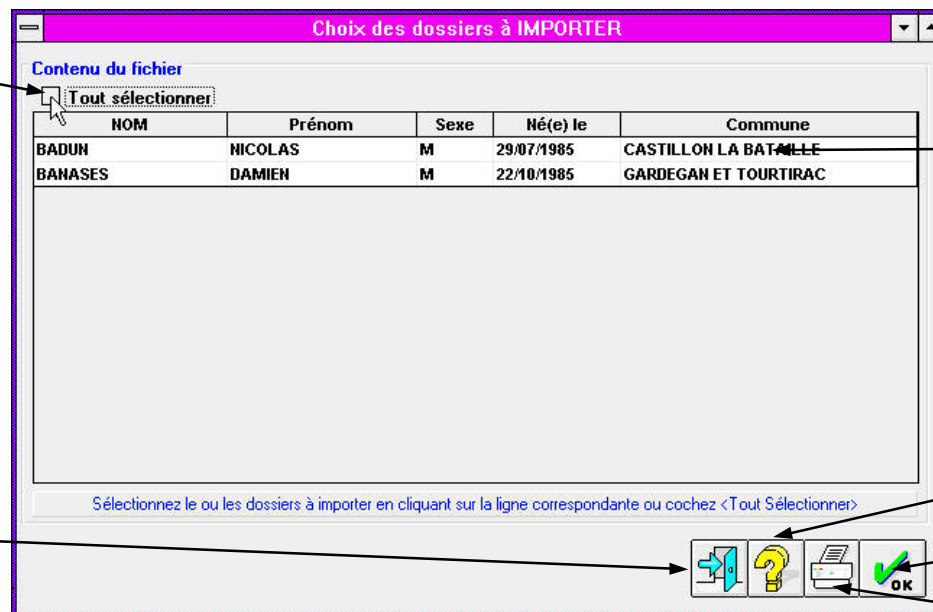 Choix des dossiers à IMPORTER
Contenu du fichier
Tout sélectionner
NOM Prénom Sexe Né(e) le Commune
BADUN NICOLAS M 29/07/1985 CASTILLON LA BATAILLE
BANASES DAMIEN M 22/10/1985 GARDEGAN ET TOURTIRAC
Sélectionnez le ou les dossiers à importer en cliquant sur la ligne correspondante ou cochez <Tout Sélectionner>
OK